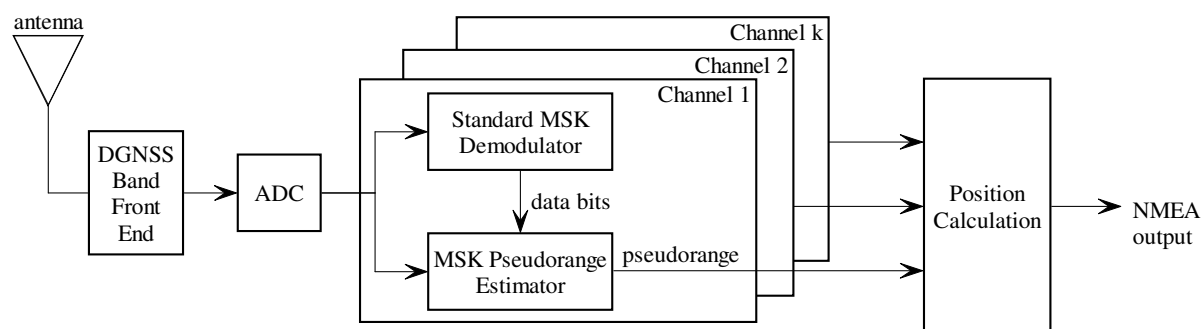 antenna
DGNSS
Band
Front
End
ADC
Channel k
Channel 2
Channel 1
Standard MSK
Demodulator
data bits
MSK Pseudorange
Estimator
pseudorange
Position
Calculation
NMEA
output